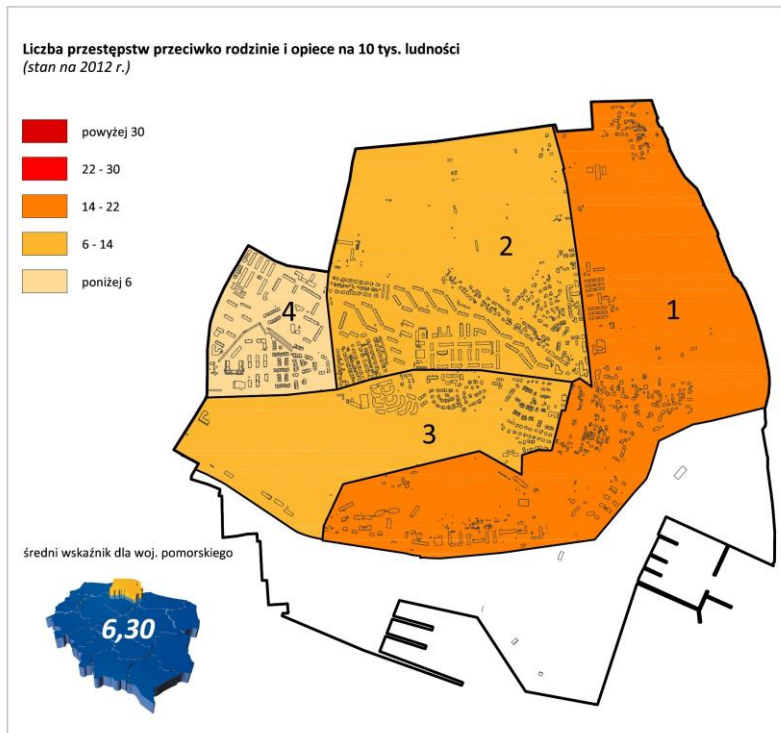 Liczba przestępstw przeciwko rodzinie i opiece na 10 tys. ludności
(stan na 2012 r.)
powyżej 30
22 - 30
14 - 22
6 - 14
poniżej 6
2
1
4
3
średni wskaźnik dla woj. pomorskiego
6,30